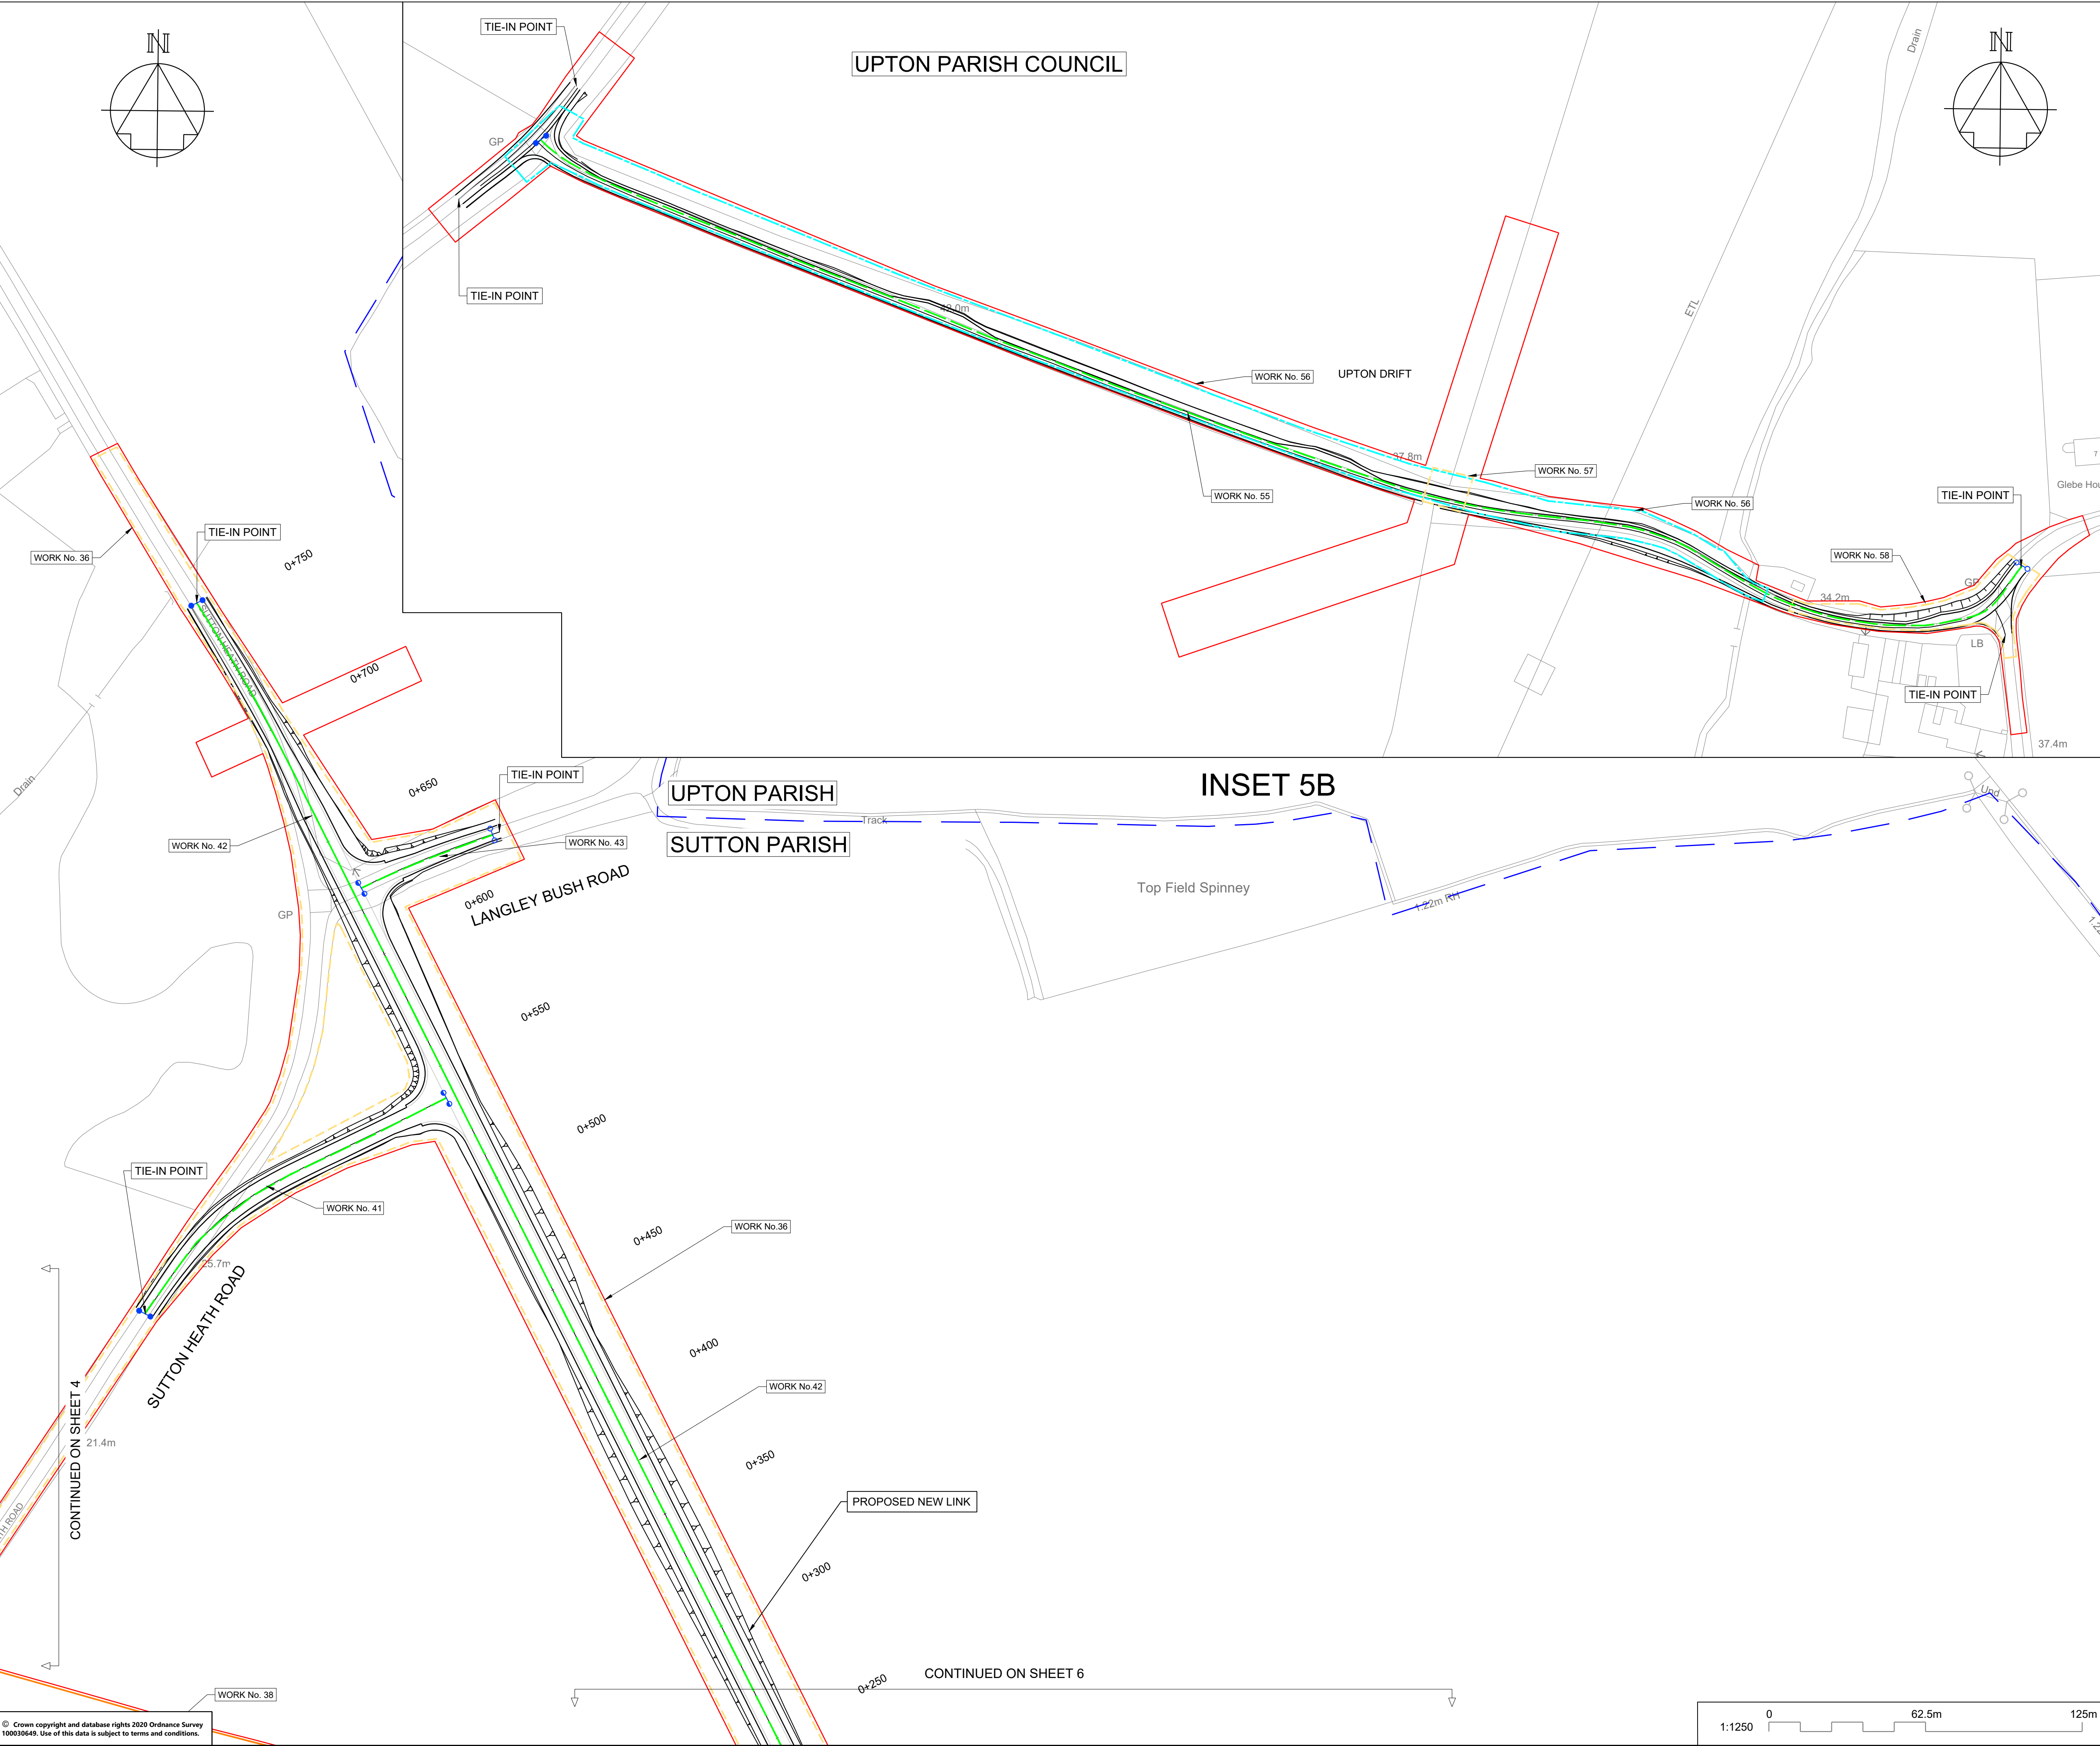 N
TIE-IN POINT
UPTON PARISH COUNCIL
Drain
N
GP
TIE-IN POINT
42.0m
ETL
WORK No. 56
UPTON DRIFT
37.8m
WORK No. 57
WORK No. 55
WORK No. 56
TIE-IN POINT
Glebe Hou
?
WORK No. 58
GP
34.2m
LB
TIE-IN POINT
37.4m
TIE-IN POINT
WORK No. 36
0+750
SUTTON HEATH ROAD
0+700
Drain
TIE-IN POINT
0+650
WORK No. 42
WORK No. 43
UPTON PARISH
INSET 5B
Und
Track
SUTTON PARISH
LANGLEY BUSH ROAD
0+600
Top Field Spinney
1.22m RH
GP
0+550
0+500
TIE-IN POINT
WORK No. 41
0+450
WORK No.36
25.7m
SUTTON HEATH ROAD
0+400
WORK No.42
CONTINUED ON SHEET 4
21.4m
0+350
PROPOSED NEW LINK
TH ROAD
0+300
CONTINUED ON SHEET 6
0+250
WORK No. 38
© Crown copyright and database rights 2020 Ordnance Survey
100030649. Use of this data is subject to terms and conditions.
1:1250
0
62.5m
125m